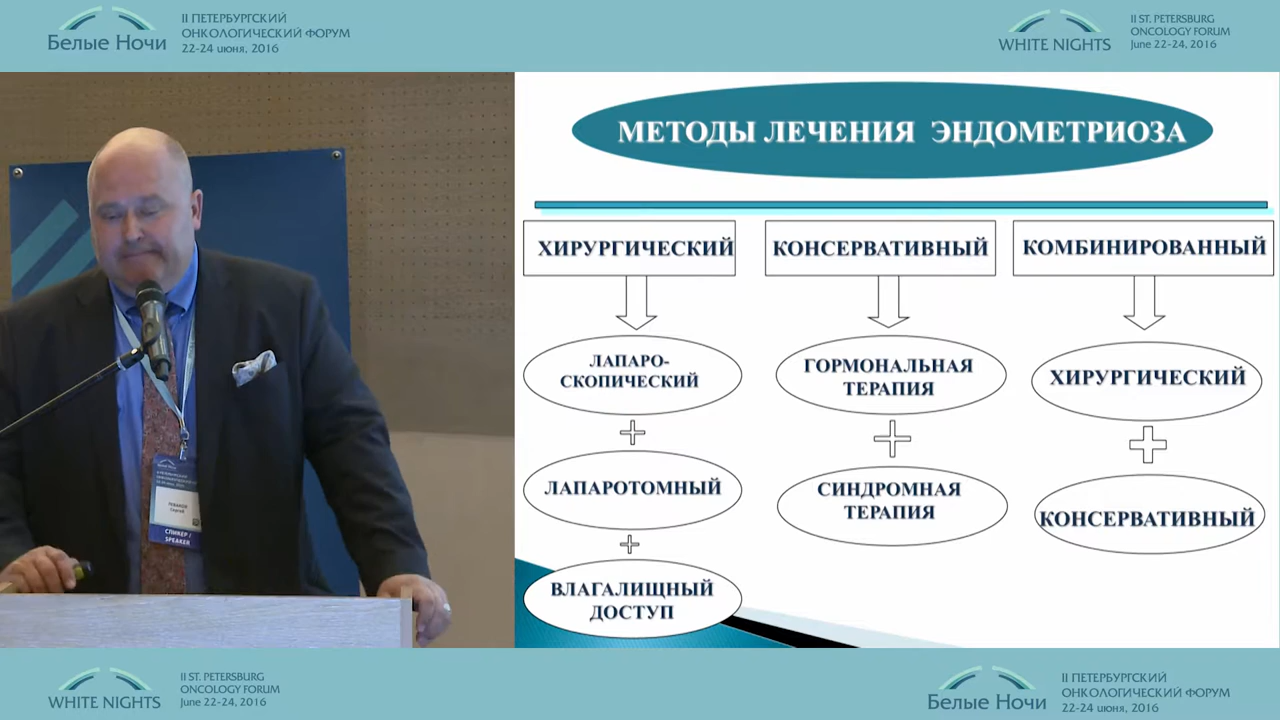 Белые Ночи
II ПЕТЕРБУРГСКИЙ
ОНКОЛОГИЧЕСКИЙ ФОРУМ
22-24 июня, 2016
WHITE NIGHTS
II ST. PETERSBURG
ONCOLOGY FORUM
June 22-24, 2016
МЕТОДЫ ЛЕЧЕНИЯ ЭНДОМЕТРИОЗА
ХИРУРГИЧЕСКИЙ
КОНСЕРВАТИВНЫЙ
КОМБИНИРОВАННЫЙ
ЛАПАРО-
СКОПИЧЕСКИЙ
ГОРМОНАЛЬНАЯ
ТЕРАПИЯ
ХИРУРГИЧЕСКИЙ
ЛАПАРОТОМНЫЙ
СИНДРОМНАЯ
ТЕРАПИЯ
КОНСЕРВАТИВНЫЙ
ВЛАГАЛИЩНЫЙ
ДОСТУП
Белые Ночи
СПИКЕР /
SPEAKER
WHITE NIGHTS
II ST. PETERSBURG
ONCOLOGY FORUM
June 22-24, 2016
Белые Ночи
II ПЕТЕРБУРГСКИЙ
ОНКОЛОГИЧЕСКИЙ ФОРУМ
22-24 июня, 2016